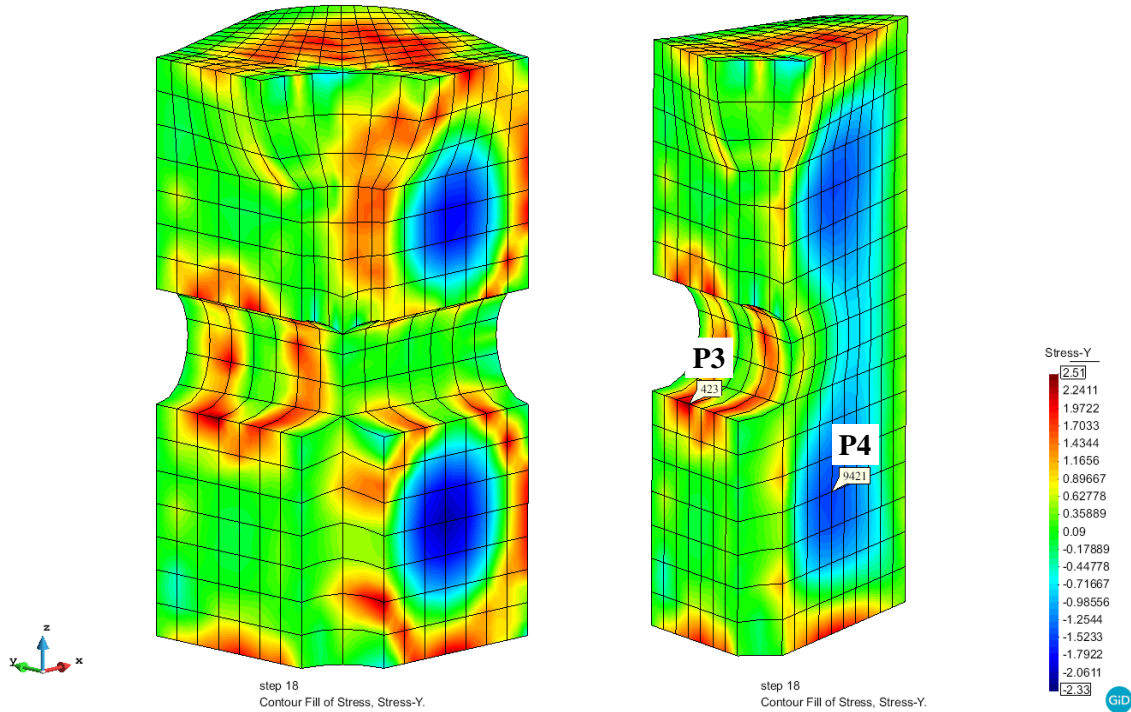 P3
423
P4
9421
Stress-Y
2.51
2.2411
1.9722
1.7033
1.4344
1.1656
0.89667
0.62778
0.35889
0.09
-0.17889
-0.44778
-0.71667
-0.98556
-1.2544
-1.5233
-1.7922
-2.0611
-2.33
z
y
x
step 18
Contour Fill of Stress, Stress-Y.
step 18
Contour Fill of Stress, Stress-Y.
GiD